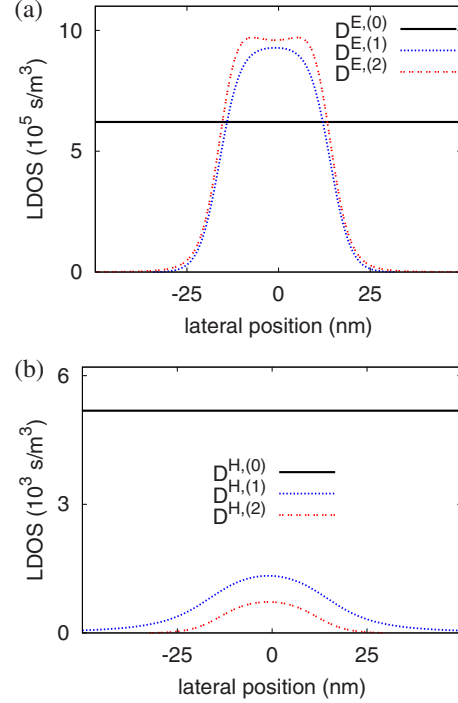 (a)
LDOS (10^5 s/m^3)
10
5
0
D^E,(0)
D^E,(1)
D^E,(2)
-25 0 25
lateral position (nm)
(b)
LDOS (10^3 s/m^3)
6
3
0
D^H,(0)
D^H,(1)
D^H,(2)
-25 0 25
lateral position (nm)